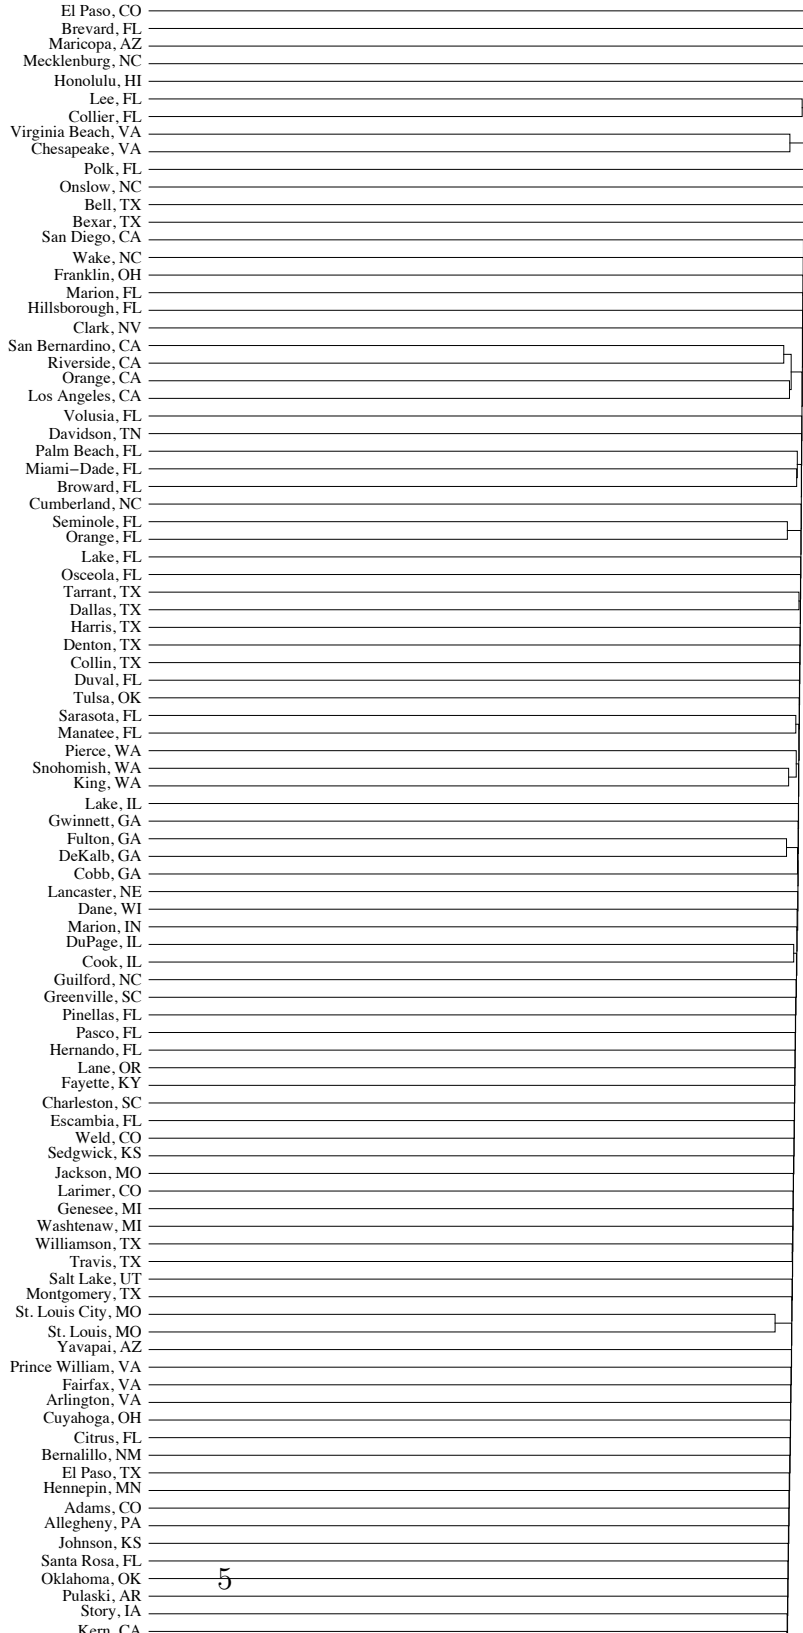 El Paso, CO
Brevard, FL
Maricopa, AZ
Mecklenburg, NC
Honolulu, HI
Lee, FL
Collier, FL
Virginia Beach, VA
Chesapeake, VA
Polk, FL
Onslow, NC
Bell, TX
Bexar, TX
San Diego, CA
Wake, NC
Franklin, OH
Marion, FL
Hillsborough, FL
Clark, NV
San Bernardino, CA
Riverside, CA
Orange, CA
Los Angeles, CA
Volusia, FL
Davidson, TN
Palm Beach, FL
Miami−Dade, FL
Broward, FL
Cumberland, NC
Seminole, FL
Orange, FL
Lake, FL
Osceola, FL
Tarrant, TX
Dallas, TX
Harris, TX
Denton, TX
Collin, TX
Duval, FL
Tulsa, OK
Sarasota, FL
Manatee, FL
Pierce, WA
Snohomish, WA
King, WA
Lake, IL
Gwinnett, GA
Fulton, GA
DeKalb, GA
Cobb, GA
Lancaster, NE
Dane, WI
Marion, IN
DuPage, IL
Cook, IL
Guilford, NC
Greenville, SC
Pinellas, FL
Pasco, FL
Hernando, FL
Lane, OR
Fayette, KY
Charleston, SC
Escambia, FL
Weld, CO
Sedgwick, KS
Jackson, MO
Larimer, CO
Genesee, MI
Washtenaw, MI
Williamson, TX
Travis, TX
Salt Lake, UT
Montgomery, TX
St. Louis City, MO
St. Louis, MO
Yavapai, AZ
Prince William, VA
Fairfax, VA
Arlington, VA
Cuyahoga, OH
Citrus, FL
Bernalillo, NM
El Paso, TX
Hennepin, MN
Adams, CO
Allegheny, PA
Johnson, KS
Santa Rosa, FL
Oklahoma, OK
5
Pulaski, AR
Story, IA
Kern, CA